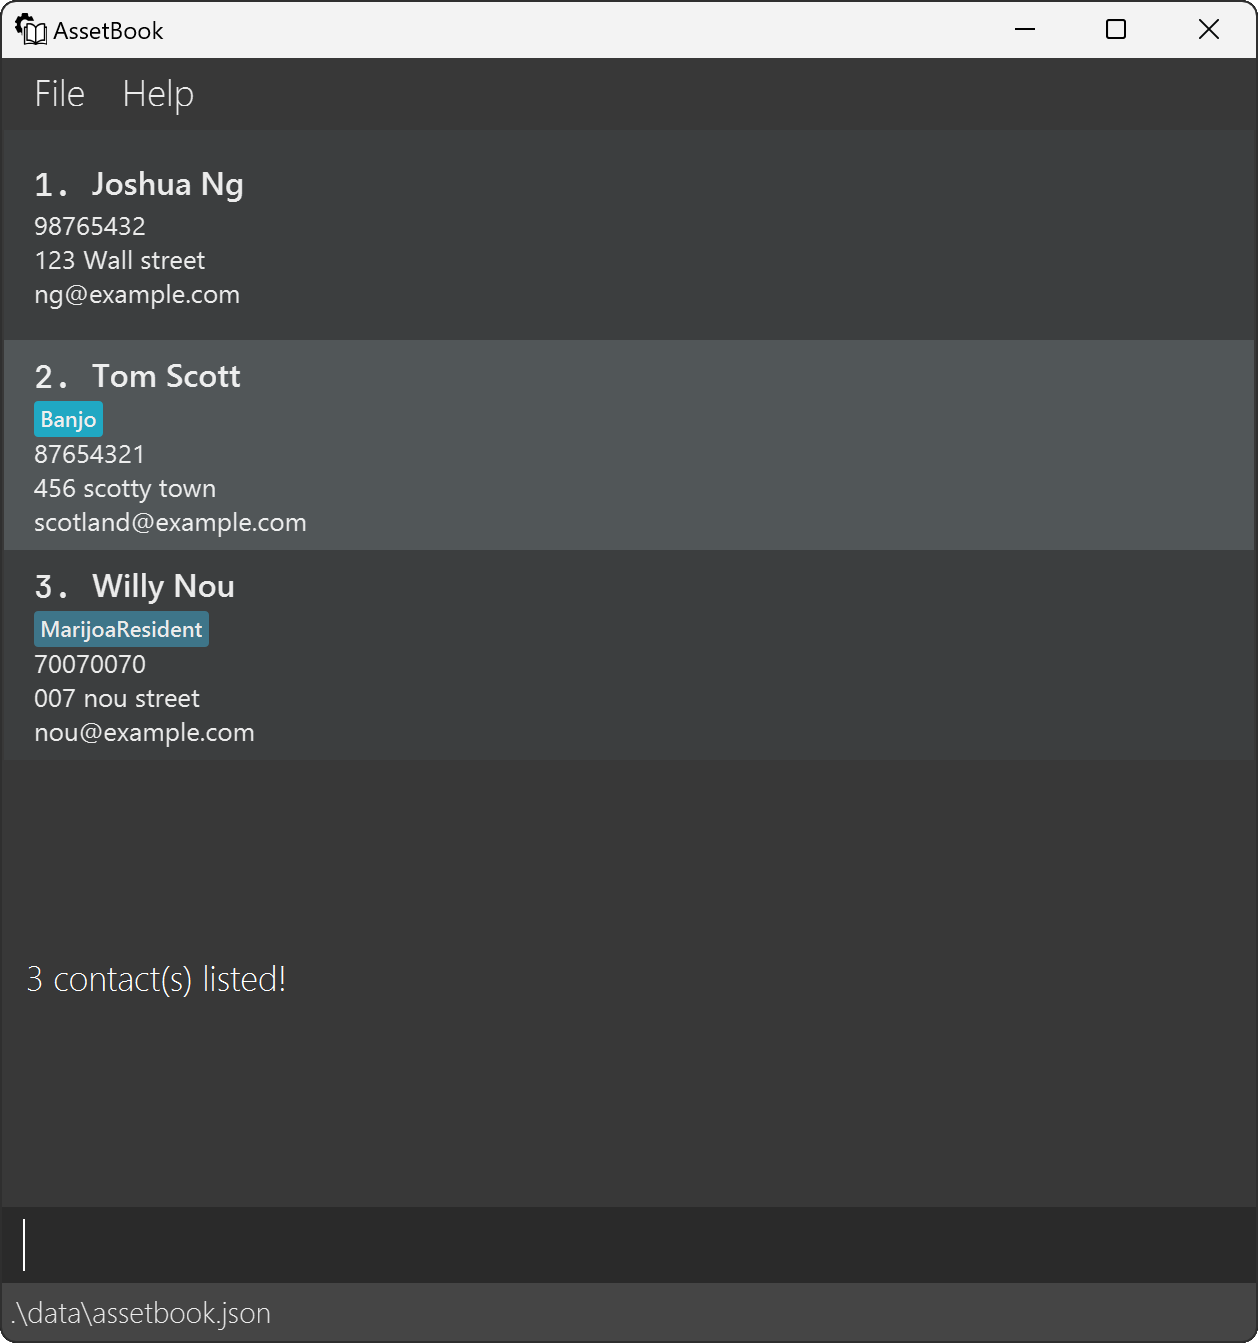 AssetBook
File Help
1. Joshua Ng
98765432
123 Wall street
ng@example.com
2. Tom Scott
Banjo
87654321
456 scotty town
scotland@example.com
3. Willy Nou
MarijoaResident
70070070
007 nou street
nou@example.com
3 contact(s) listed!
.\data\assetbook.json